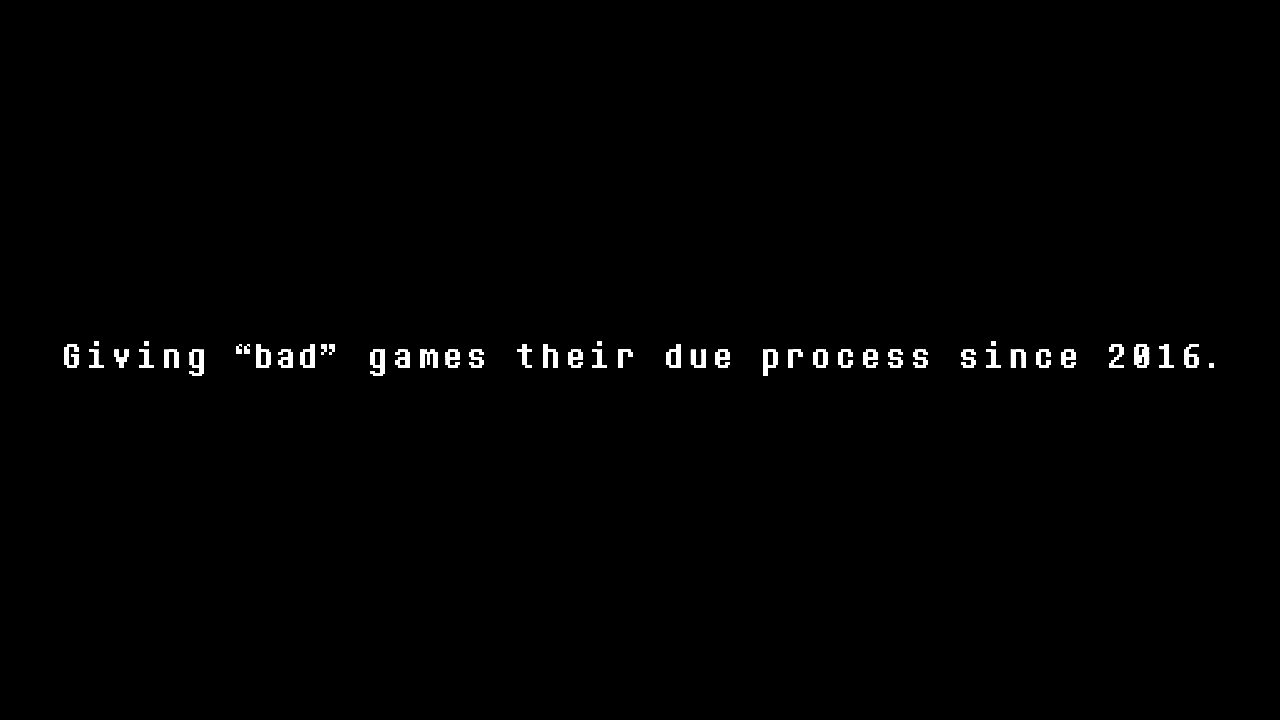 Giving “bad” games their due process since 2016.